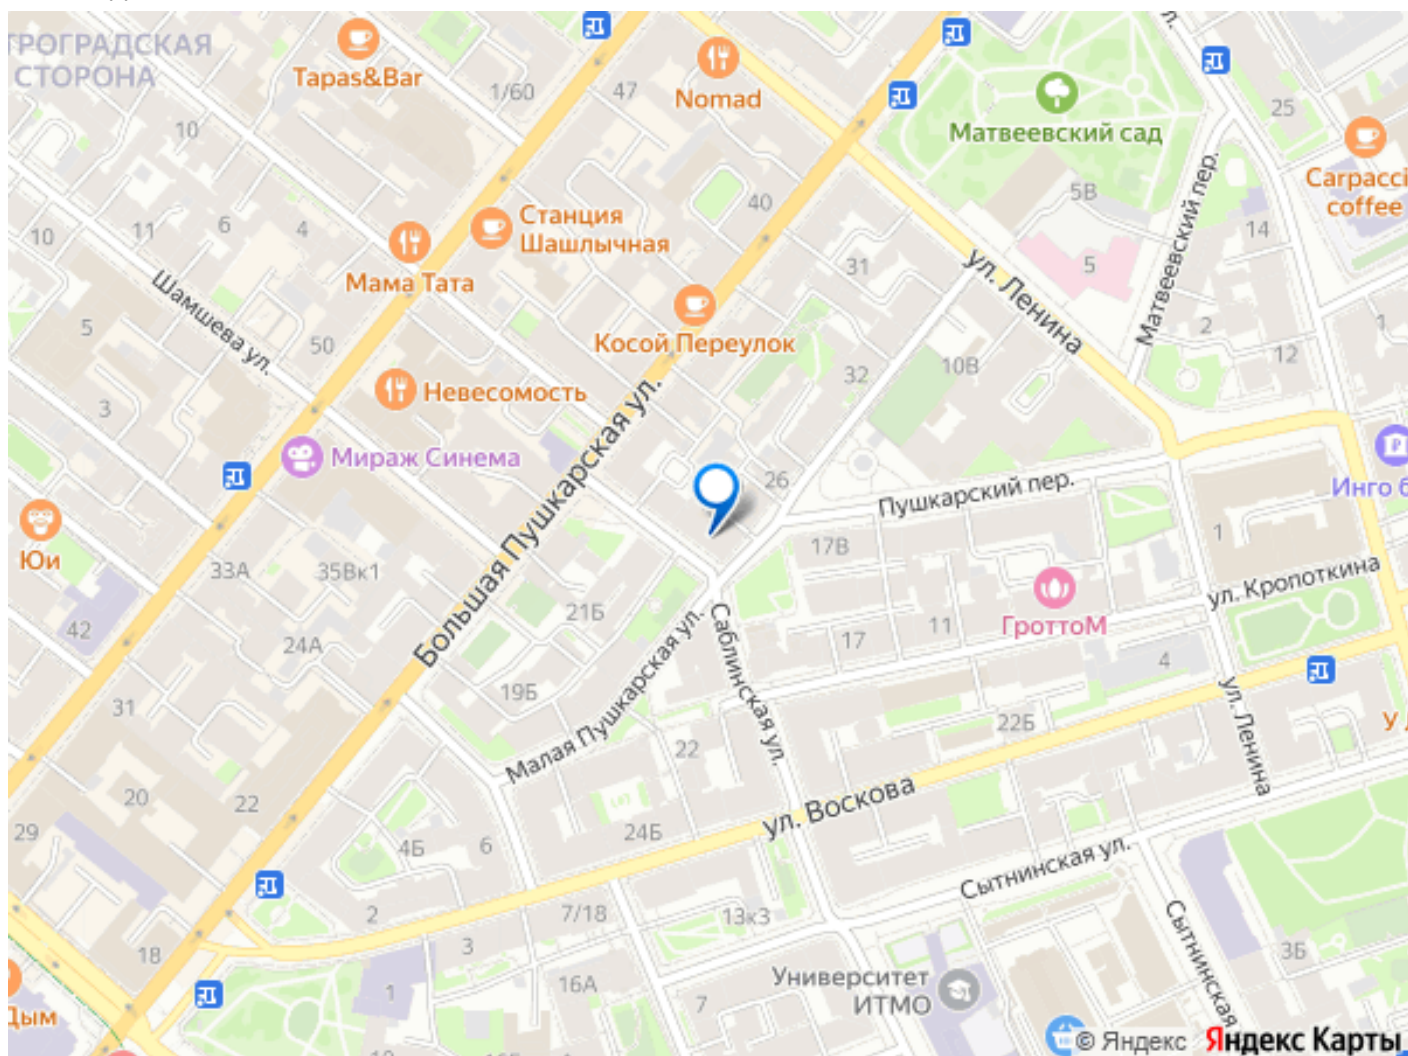 ТРОГРАДСКАЯ
СТОРОНА
Tapas&Bar
1/60
47
Nomad
Матвеевский сад
25
Carpacci
coffee
10
5В
Матвеевский пер.
14
40
Станция
Шашлычная
10
11
6
4
Мама Тата
31
ул. Ленина
5
Шамшева ул.
5
50
Косой Переулок
2
1
12
32
10В
3
Невесомость
Большая Пушкарская ул.
Мираж Синема
26
Пушкарский пер.
Инго б
Юи
33А
35Вк1
17В
1
ул. Кропоткина
21Б
ГроттоМ
42
24А
Саблинская ул.
17
11
4
Малая Пушкарская ул.
19Б
31
22
22Б
ул. Ленина
У
20
22
ул. Воскова
29
4Б
6
24Б
Сытнинская ул.
2
7/18
13к3
Сытнинская
18
3
3Б
16А
Университет
ИТМО
1
7
Дым
© Яндекс
Яндекс Карты